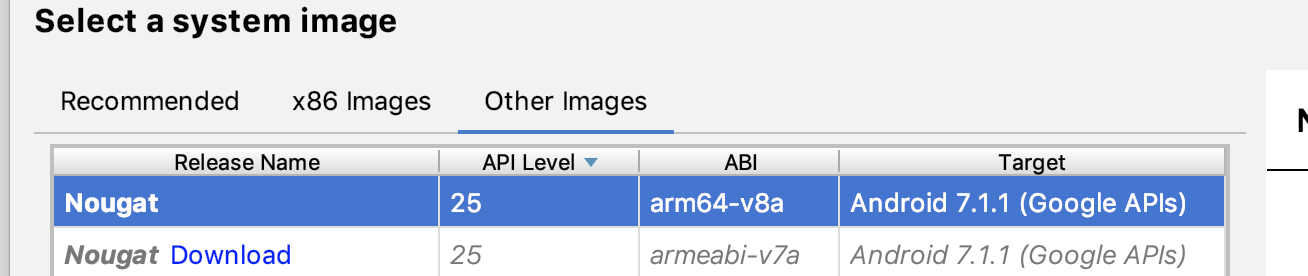 Select a system image
Recommended x86 Images Other Images
Release Name API Level ABI Target
Nougat 25 arm64-v8a Android 7.1.1 (Google APIs)
Nougat Download 25 armeabi-v7a Android 7.1.1 (Google APIs)